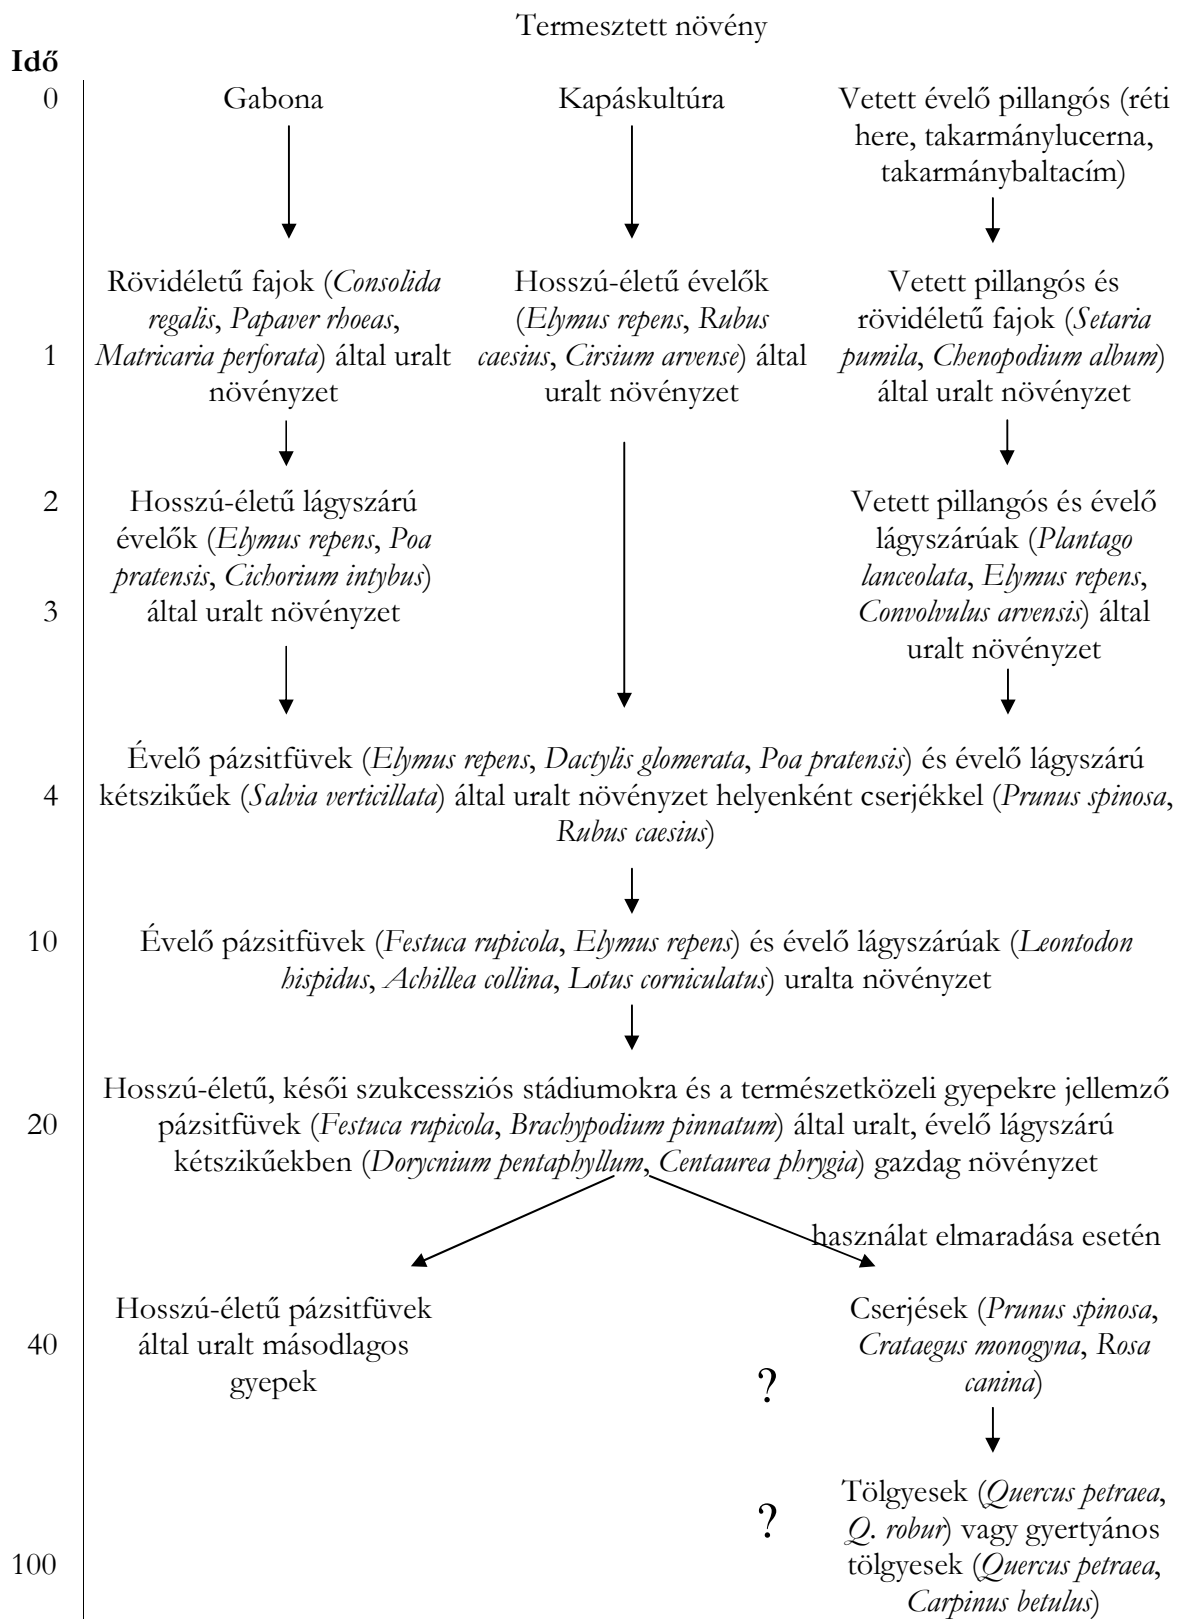 Termesztett növény
Idő
0
Gabona
Kapáskultúra
Vetett évelő pillangós (réti
here, takarmánylucerna,
takarmánybaltacím)
Rövidéletű fajok (Consolida
regalis, Papaver rhoeas,
Matricaria perforata) által uralt
növényzet
Hosszú-életű évelők
(Elymus repens, Rubus
caesius, Cirsium arvense) által
uralt növényzet
Vetett pillangós és
rövidéletű fajok (Setaria
pumila, Chenopodium album)
által uralt növényzet
1
2
Hosszú-életű lágyszárú
évelők (Elymus repens, Poa
pratensis, Cichorium intybus)
által uralt növényzet
Vetett pillangós és évelő
lágyszárúak (Plantago
lanceolata, Elymus repens,
Convolvulus arvensis) által
uralt növényzet
3
Évelő pázsitfüvek (Elymus repens, Dactylis glomerata, Poa pratensis) és évelő lágyszárú
4
kétszikűek (Salvia verticillata) által uralt növényzet helyenként cserjékkel (Prunus spinosa,
Rubus caesius)
10
Évelő pázsitfüvek (Festuca rupicola, Elymus repens) és évelő lágyszárúak (Leontodon
hispidus, Achillea collina, Lotus corniculatus) uralta növényzet
Hosszú-életű, késői szukcessziós stádiumokra és a természetközeli gyepekre jellemző
20
pázsitfüvek (Festuca rupicola, Brachypodium pinnatum) által uralt, évelő lágyszárú
kétszikűekben (Dorycnium pentaphyllum, Centaurea phrygia) gazdag növényzet
használat elmaradása esetén
Hosszú-életű pázsitfüvek
által uralt másodlagos
gyepek
Cserjések (Prunus spinosa,
Crataegus monogyna, Rosa
canina)
40
?
?
Tölgyesek (Quercus petraea,
Q. robur) vagy gyertyános
tölgyesek (Quercus petraea,
Carpinus betulus)
100